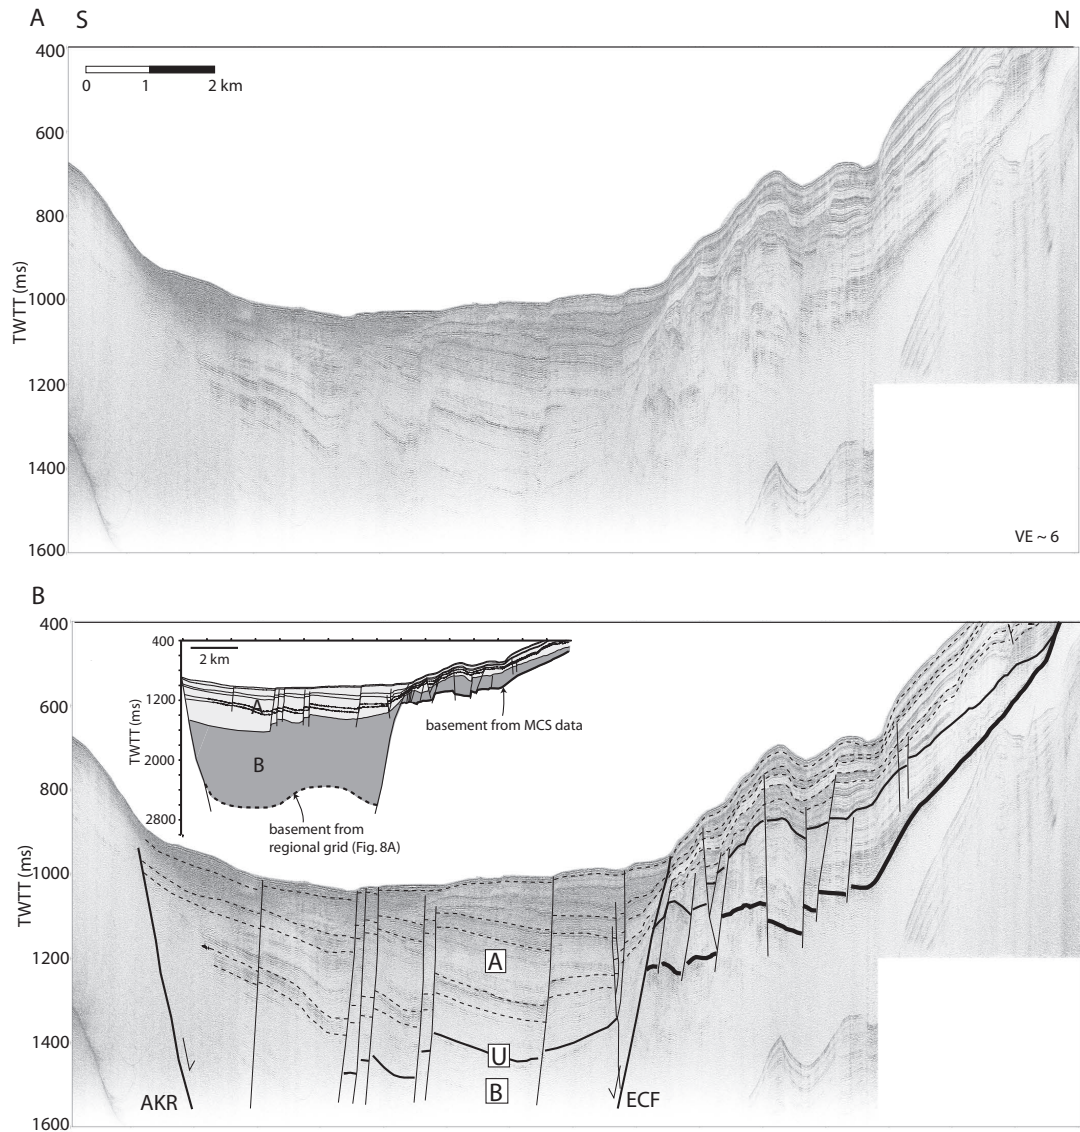 A S N
400
0 1 2 km
600
800
TWTT (ms)
1000
1200
1400
1600
VE ~ 6
B
400
400
2 km
600
1200
A
TWTT (ms)
basement from MCS data
2000
B
800
2800
basement from
regional grid (Fig. 8A)
1000
TWTT (ms)
1200
A
1400
U
B
AKR
ECF
1600